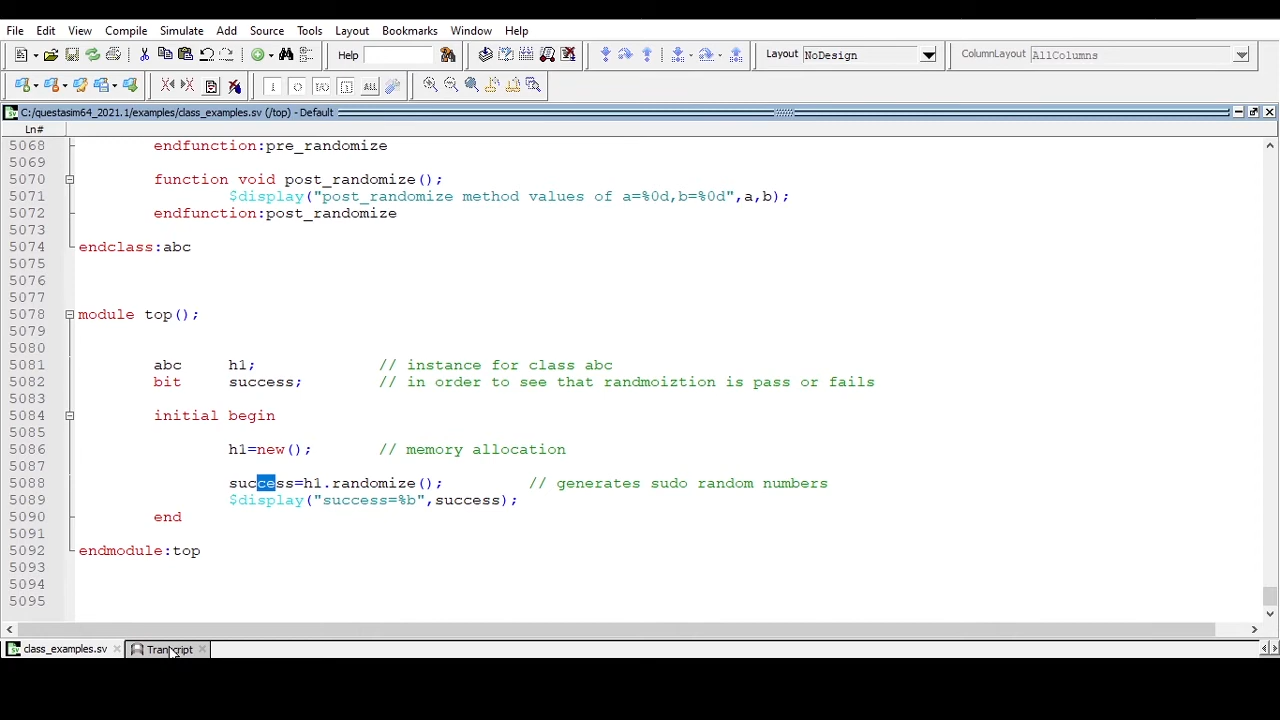 File Edit View Compile Simulate Add Source Tools Layout Bookmarks Window Help
Help Layout NoDesign ColumnLayout AllColumns
C:/questasim64_2021.1/examples/class_examples.sv (/top) - Default
Ln#
5068 endfunction:pre_randomize
5069
5070 function void post_randomize();
5071 $display("post_randomize method values of a=%0d,b=%0d",a,b);
5072 endfunction:post_randomize
5073
5074 endclass:abc
5075
5076
5077
5078 module top();
5079
5080
5081 abc h1; // instance for class abc
5082 bit success; // in order to see that randmoiztion is pass or fails
5083
5084 initial begin
5085
5086 h1=new(); // memory allocation
5087
5088 success=h1.randomize(); // generates sudo random numbers
5089 $display("success=%b",success);
5090 end
5091
5092 endmodule:top
5093
5094
5095
class_examples.sv Transcript